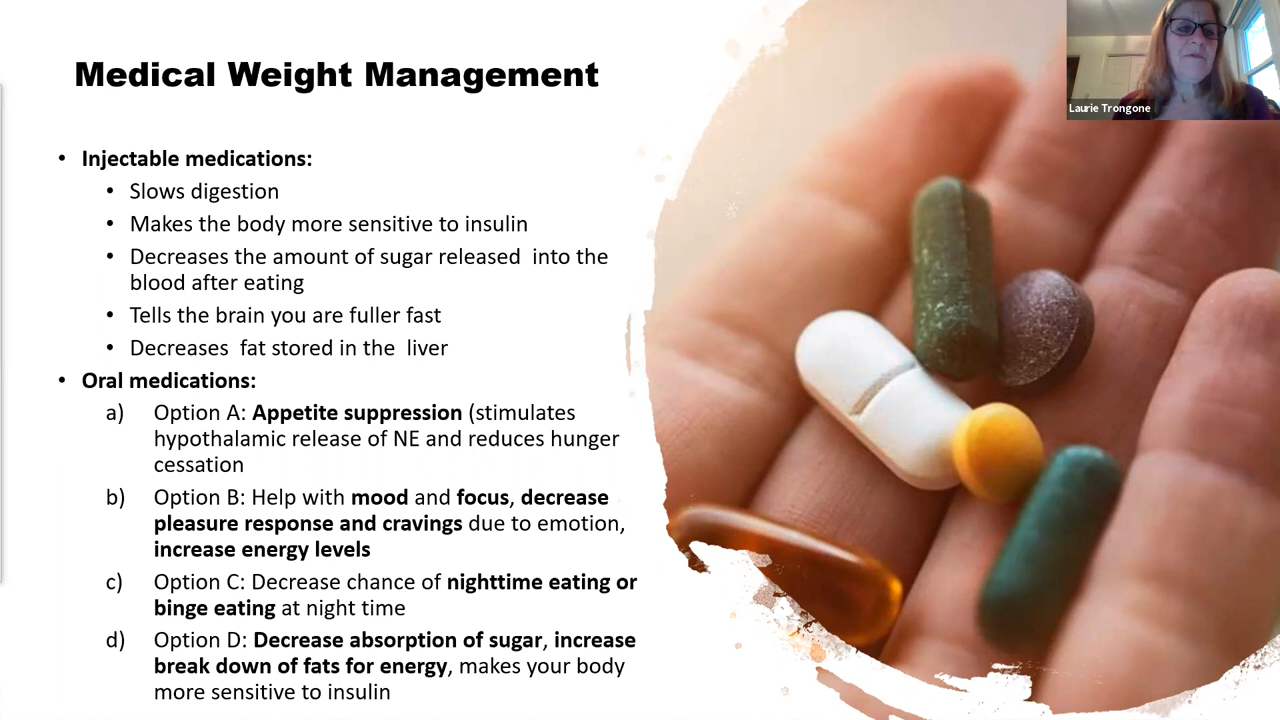 Medical Weight Management
Laurie Trongone
• Injectable medications:
• Slows digestion
• Makes the body more sensitive to insulin
• Decreases the amount of sugar released  into the
blood after eating
• Tells the brain you are fuller fast
• Decreases  fat stored in the  liver
• Oral medications:
a) Option A: Appetite suppression (stimulates
hypothalamic release of NE and reduces hunger
cessation
b) Option B: Help with mood and focus, decrease
pleasure response and cravings due to emotion,
increase energy levels
c) Option C: Decrease chance of nighttime eating or
binge eating at night time
d) Option D: Decrease absorption of sugar, increase
break down of fats for energy, makes your body
more sensitive to insulin